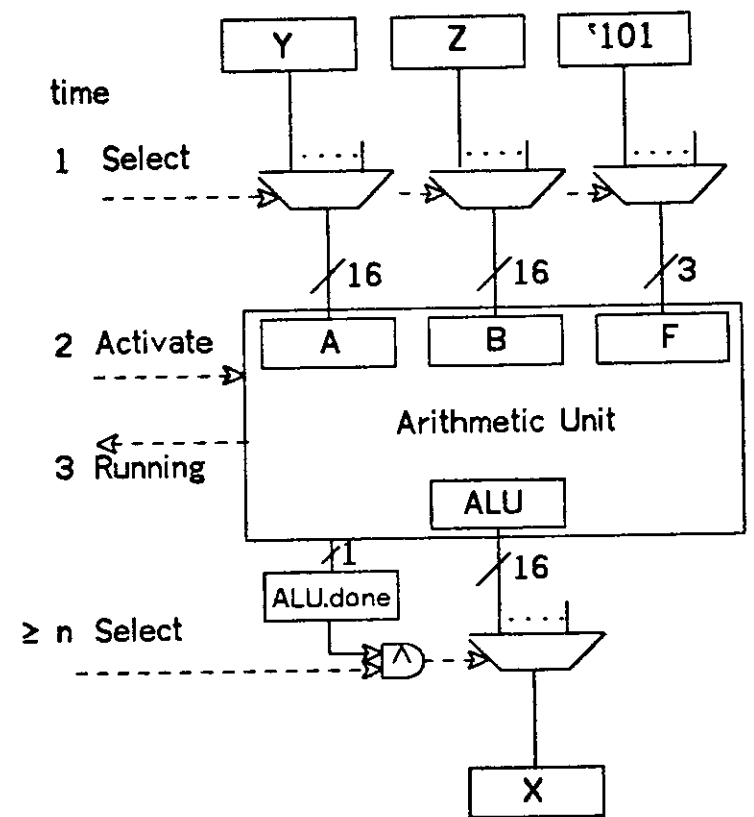 Y Z '101
time
1 Select
16 16 3
2 Activate A B F
Arithmetic Unit
3 Running
ALU
1 16
ALU.done
≥ n Select
^
X